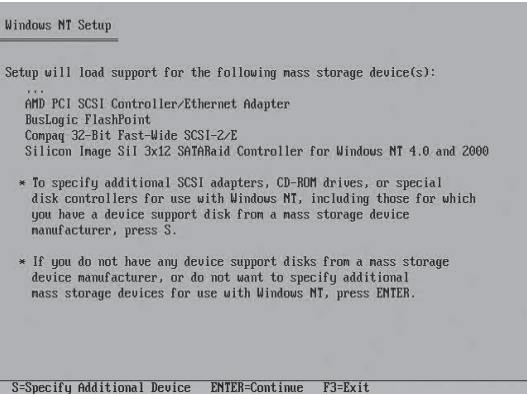 Windows NT Setup
Setup will load support for the following mass storage device(s):
...
AMD PCI SCSI Controller/Ethernet Adapter
BusLogic FlashPoint
Compaq 32-Bit Fast-Wide SCSI-2/E
Silicon Image SiI 3x12 SATARaid Controller for Windows NT 4.0 and 2000
* To specify additional SCSI adapters, CD-ROM drives, or special
disk controllers for use with Windows NT, including those for which
you have a device support disk from a mass storage device
manufacturer, press S.
* If you do not have any device support disks from a mass storage
device manufacturer, or do not want to specify additional
mass storage devices for use with Windows NT, press ENTER.
S=Specify Additional Device ENTER=Continue F3=Exit